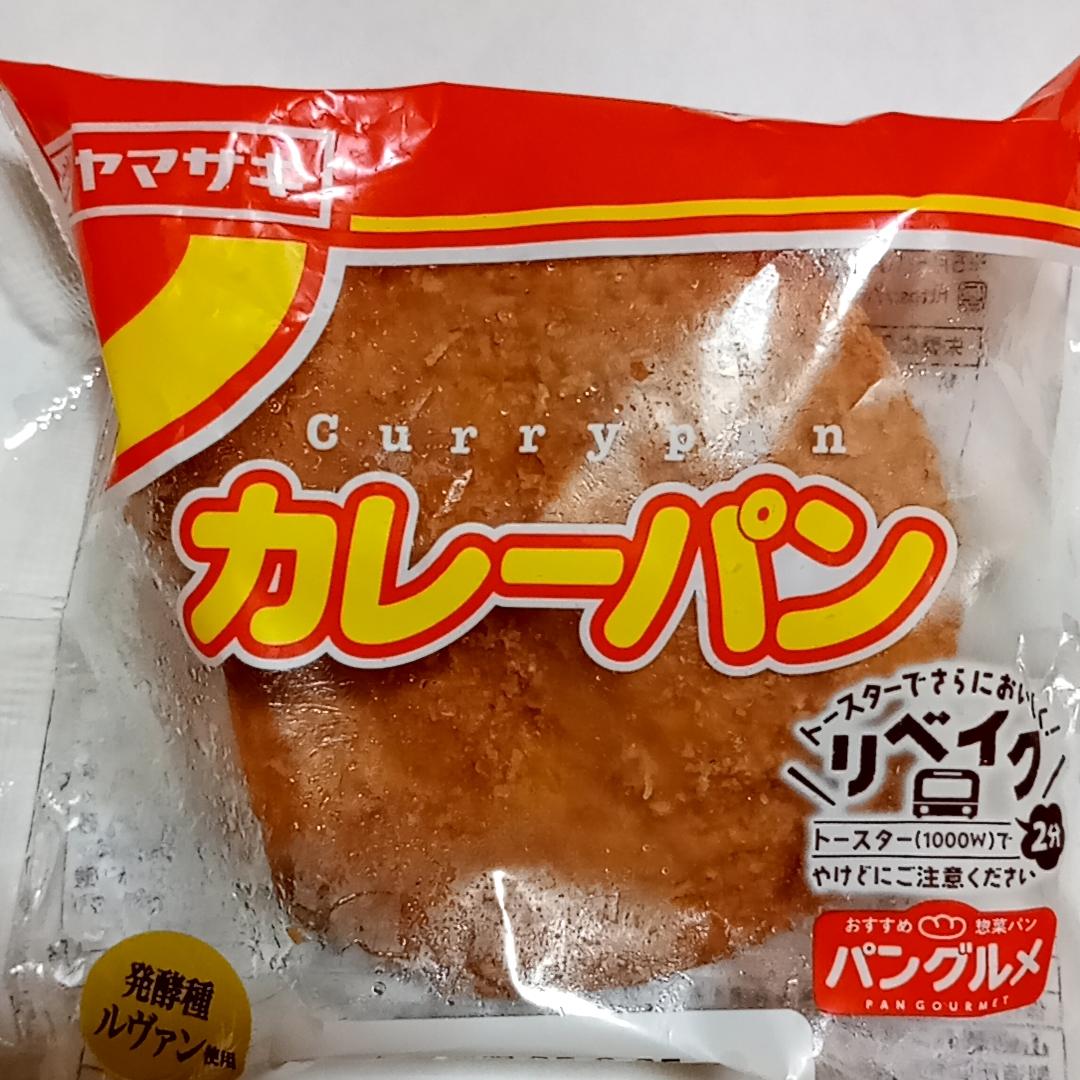 ヤマザキ
Currypan
カレーパン
トースターでさらにおいしく
リベイク
トースター(1000W)で
2分
やけどにご注意ください
おすすめ 惣菜パン
パングルメ
PAN GOURMET
発酵種
ルヴァン使用